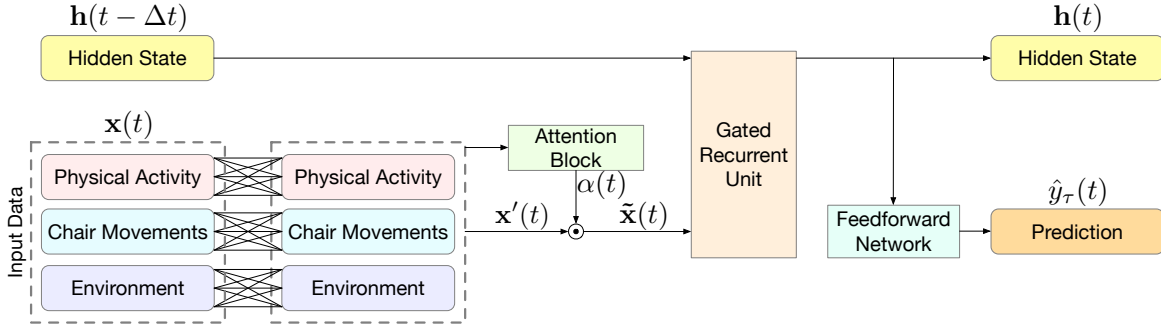 𝐡(t − Δt)
Hidden State
𝐡(t)
Hidden State
𝐱(t)
Input Data
Physical Activity
Chair Movements
Environment
Physical Activity
Chair Movements
Environment
Attention
Block
α(t)
𝐱′(t)
𝐱̃(t)
Gated
Recurrent
Unit
Feedforward
Network
ŷ_τ(t)
Prediction